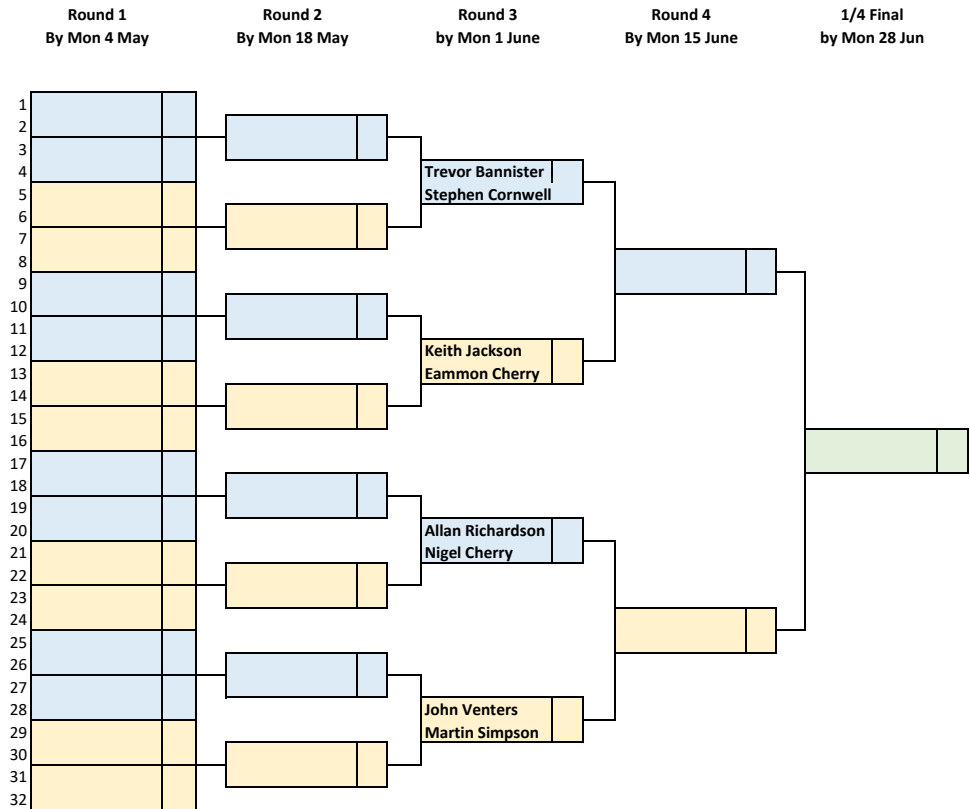 Round 1 Round 2 Round 3 Round 4 1/4 Final
By Mon 4 May By Mon 18 May by Mon 1 June By Mon 15 June by Mon 28 Jun
1
2
3
4 Trevor Bannister
5 Stephen Cornwell
6
7
8
9
10
11
12 Keith Jackson
13 Eammon Cherry
14
15
16
17
18
19
20 Allan Richardson
21 Nigel Cherry
22
23
24
25
26
27
28 John Venters
29 Martin Simpson
30
31
32